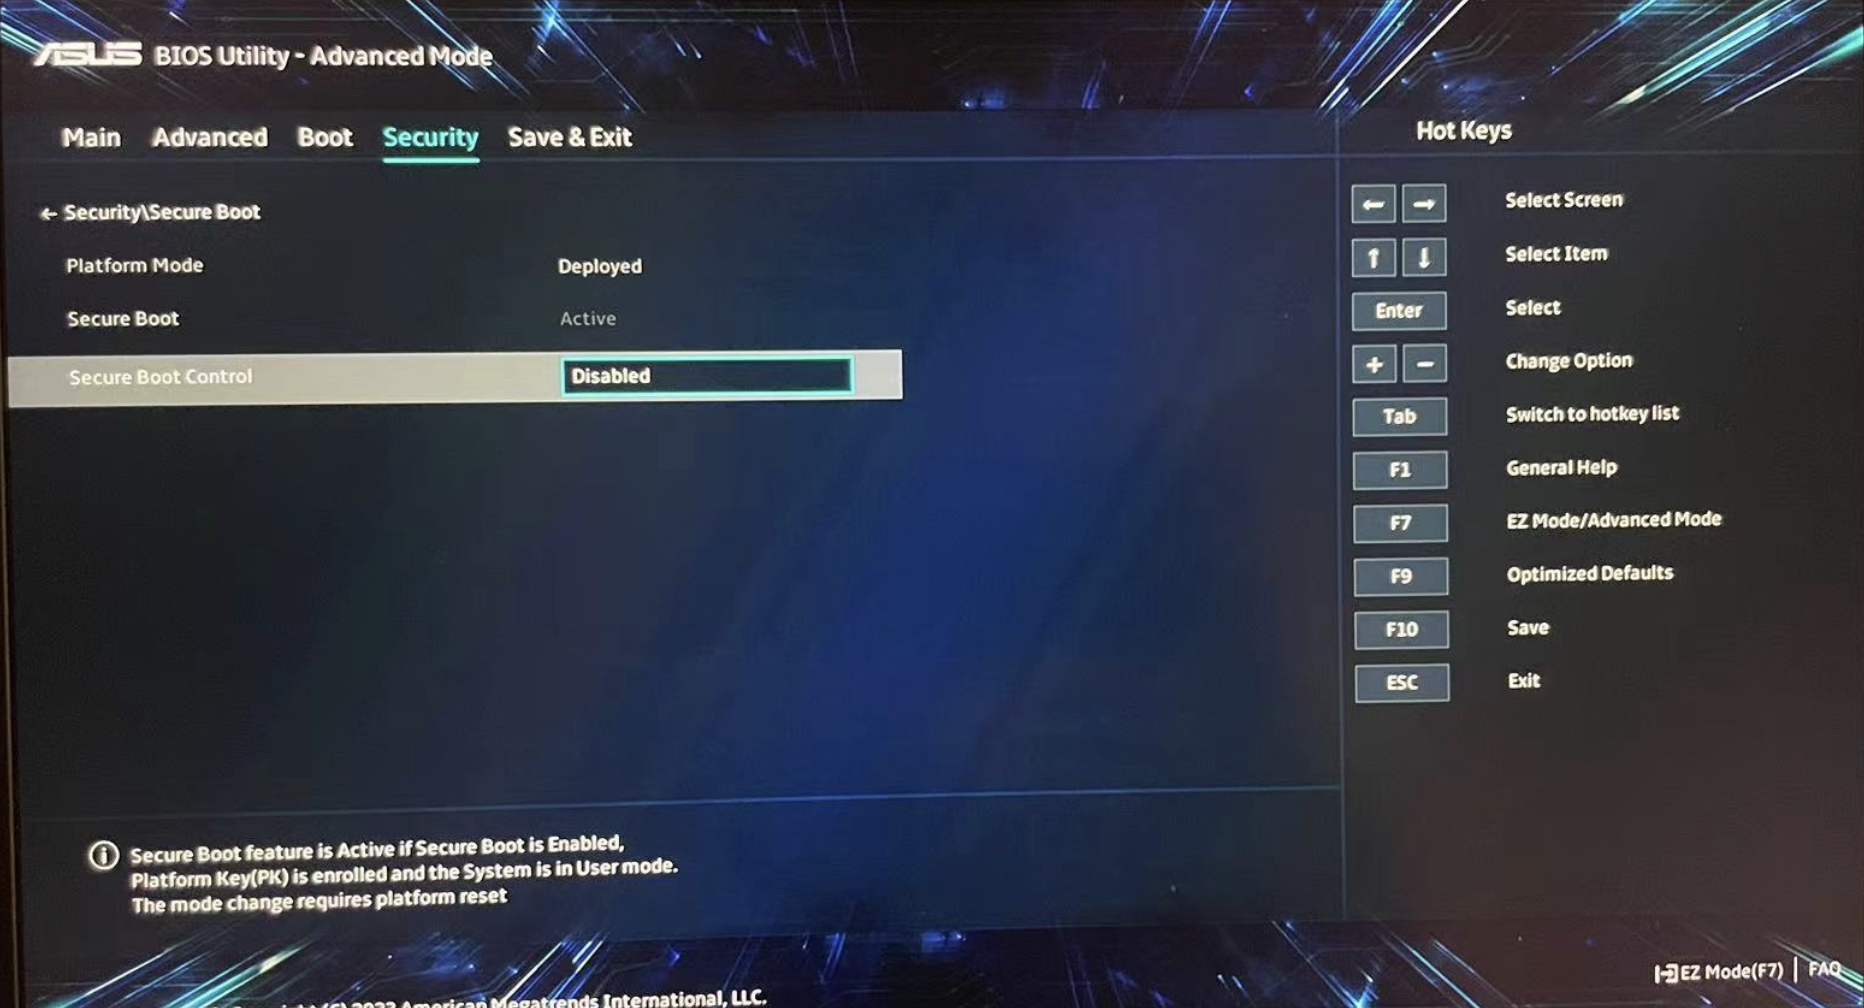 ASUS BIOS Utility - Advanced Mode
Main Advanced Boot Security Save & Exit
Hot Keys
← Security\Secure Boot
Platform Mode Deployed
Secure Boot Active
Secure Boot Control Disabled
← → Select Screen
↑ ↓ Select Item
Enter Select
+ - Change Option
Tab Switch to hotkey list
F1 General Help
F7 EZ Mode/Advanced Mode
F9 Optimized Defaults
F10 Save
ESC Exit
Secure Boot feature is Active if Secure Boot is Enabled,
Platform Key(PK) is enrolled and the System is in User mode.
The mode change requires platform reset
EZ Mode(F7) | FAQ
American Megatrends International, LLC.